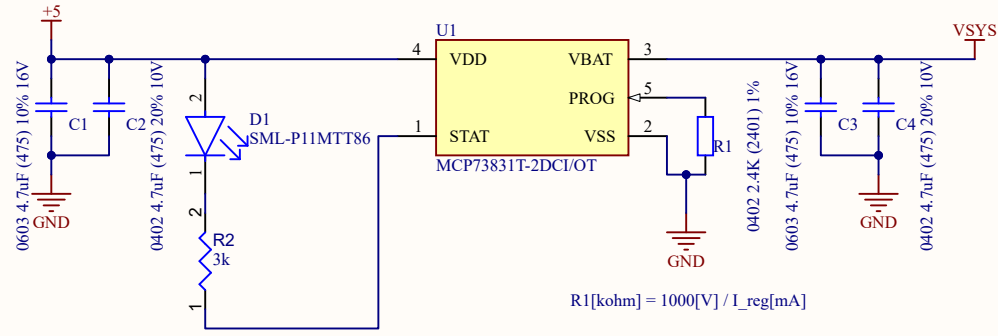 +5
VSYS
U1
4
VDD
VBAT
3
PROG
5
1
STAT
VSS
2
MCP73831T-2DCI/OT
0603 4.7uF (475) 10% 16V
C1
GND
0402 4.7uF (475) 20% 10V
C2
2
D1
SML-P11MTT86
1
2
R2
3k
1
R1
0402 2.4K (2401) 1%
GND
0603 4.7uF (475) 10% 16V
C3
C4
0402 4.7uF (475) 20% 10V
GND
R1[kohm] = 1000[V] / I_reg[mA]